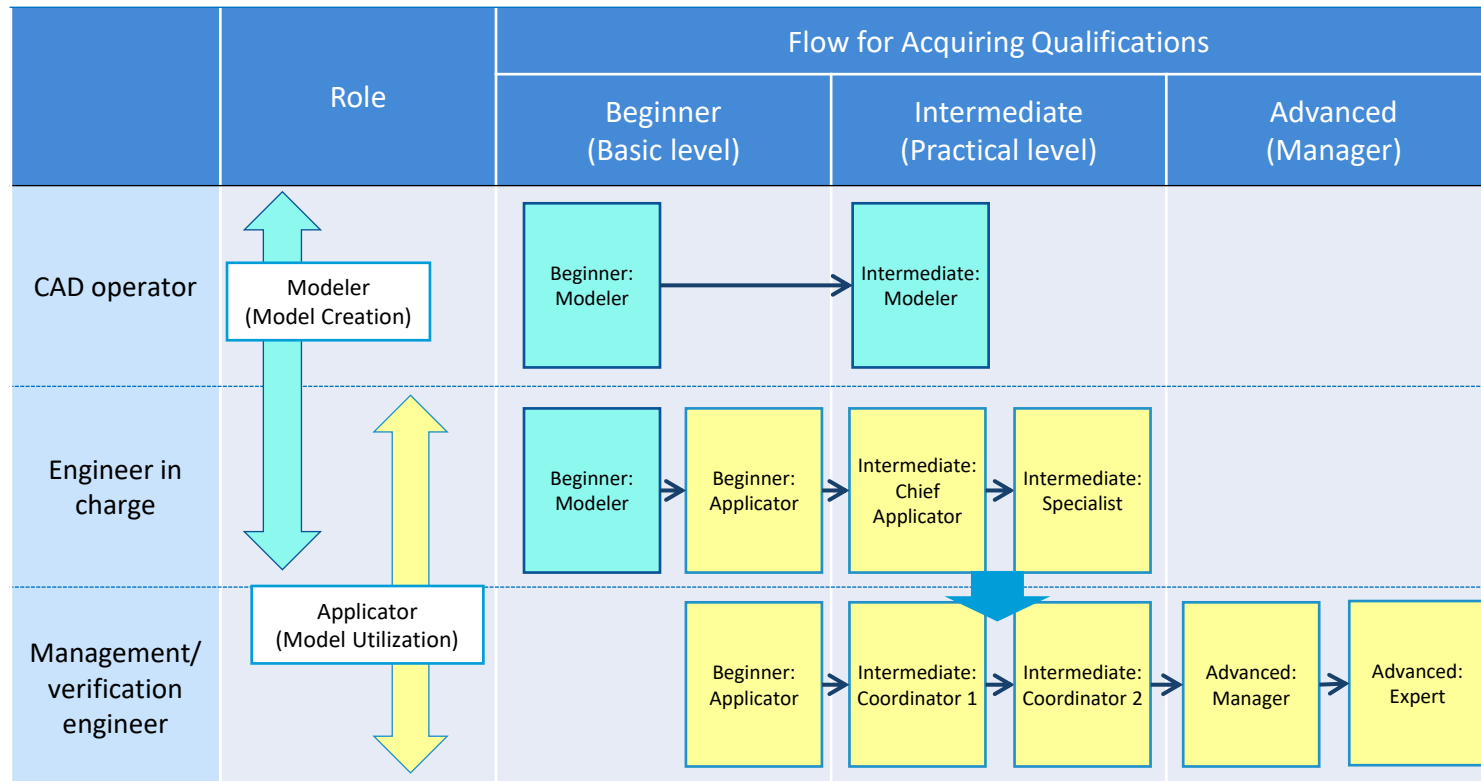 Role
Flow for Acquiring Qualifications
Beginner
(Basic level)
Intermediate
(Practical level)
Advanced
(Manager)
CAD operator
Modeler
(Model Creation)
Beginner:
Modeler
Intermediate:
Modeler
Engineer in
charge
Beginner:
Modeler
Beginner:
Applicator
Intermediate:
Chief
Applicator
Intermediate:
Specialist
Applicator
(Model Utilization)
Management/
verification
engineer
Beginner:
Applicator
Intermediate:
Coordinator 1
Intermediate:
Coordinator 2
Advanced:
Manager
Advanced:
Expert